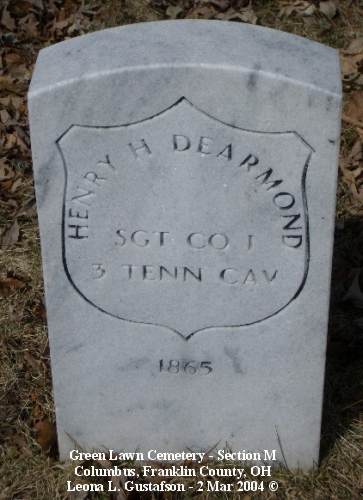 HENRY H DEARMOND
SGT CO I
3 TENN CAV
1865
Green Lawn Cemetery - Section M
Columbus, Franklin County, OH
Leona L. Gustafson - 2 Mar 2004 ©